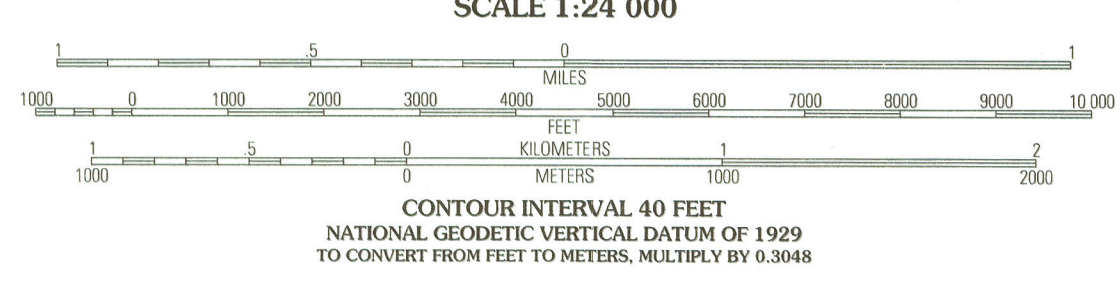 SCALE 1:24 000
1 .5 0 1
MILES
1000 0 1000 2000 3000 4000 5000 6000 7000 8000 9000 10 000
FEET
1 .5 0 KILOMETERS 1 2
1000 0 METERS 1000 2000
CONTOUR INTERVAL 40 FEET
NATIONAL GEODETIC VERTICAL DATUM OF 1929
TO CONVERT FROM FEET TO METERS, MULTIPLY BY 0.3048